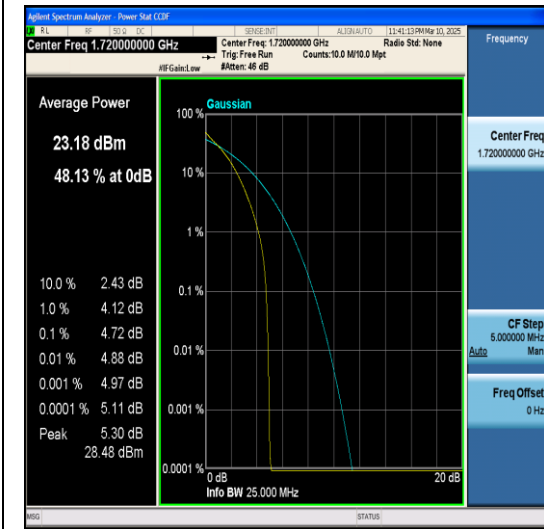 Agilent Spectrum Analyzer - Power Stat CCDF
RL RF 50 Ω DC SENSE:INT ALIGNAUTO 11:41:13 PM Mar 10, 2025
Center Freq 1.720000000 GHz
Center Freq: 1.720000000 GHz Radio Std: None
Trig: Free Run Counts:10.0 M/10.0 Mpt
#IFGain:Low #Atten: 46 dB
Frequency
Average Power
23.18 dBm
48.13 % at 0dB
10.0 % 2.43 dB
1.0 % 4.12 dB
0.1 % 4.72 dB
0.01 % 4.88 dB
0.001 % 4.97 dB
0.0001 % 5.11 dB
Peak 5.30 dB
28.48 dBm
Gaussian
100 %
10 %
1 %
0.1 %
0.01 %
0.001 %
0.0001 %
0 dB 20 dB
Info BW 25.000 MHz
Center Freq
1.720000000 GHz
CF Step
5.000000 MHz
Auto Man
Freq Offset
0 Hz
MSG STATUS